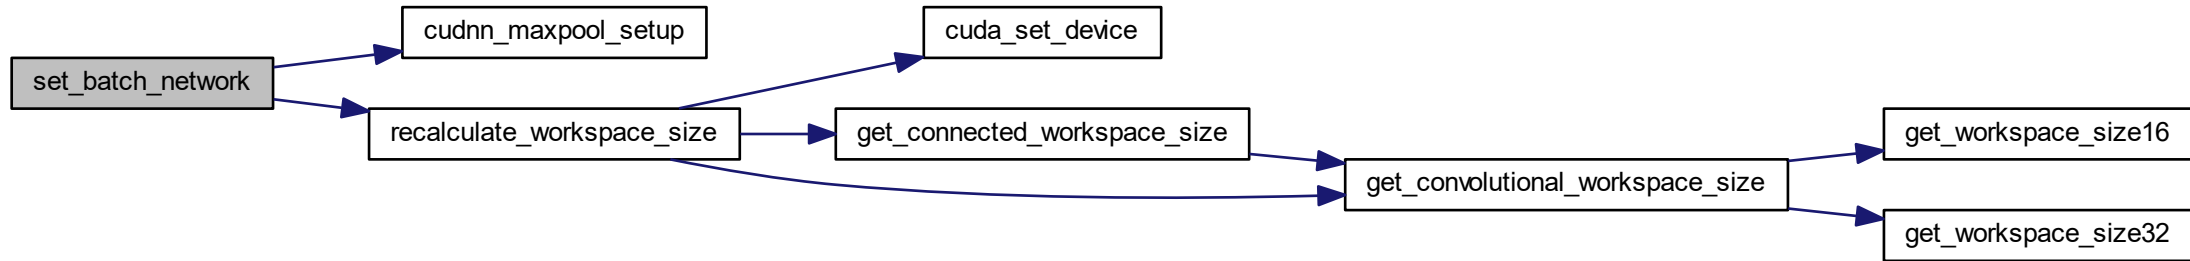 set_batch_network
cudnn_maxpool_setup
recalculate_workspace_size
cuda_set_device
get_connected_workspace_size
get_convolutional_workspace_size
get_workspace_size16
get_workspace_size32